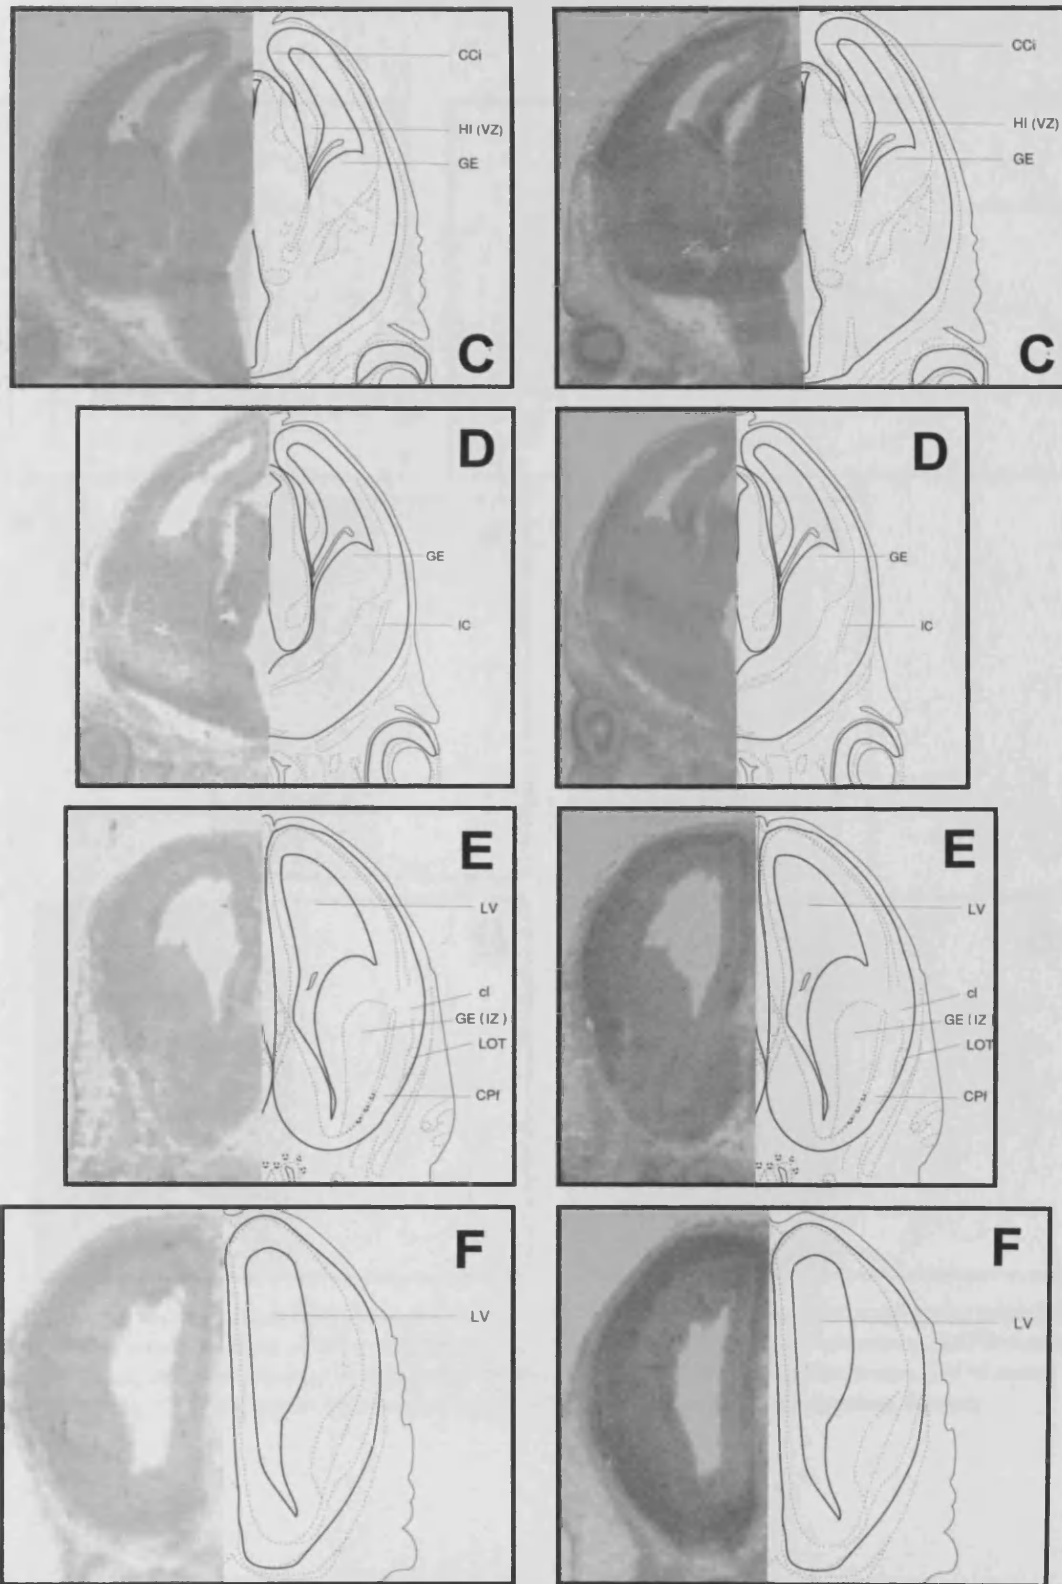 CCi
HI (VZ)
GE
C
CCi
HI (VZ)
GE
C
D
GE
IC
D
GE
IC
E
LV
cl
GE (IZ)
LOT
CPf
E
LV
cl
GE (IZ)
LOT
CPf
F
LV
F
LV